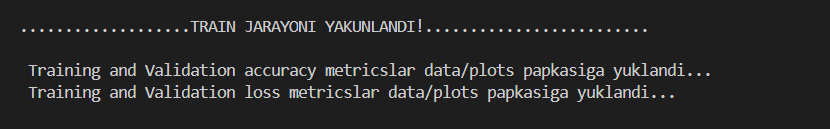 ...................TRAIN JARAYONI YAKUNLANDI!.........................
Training and Validation accuracy metricslar data/plots papkasiga yuklandi...
Training and Validation loss metricslar data/plots papkasiga yuklandi...